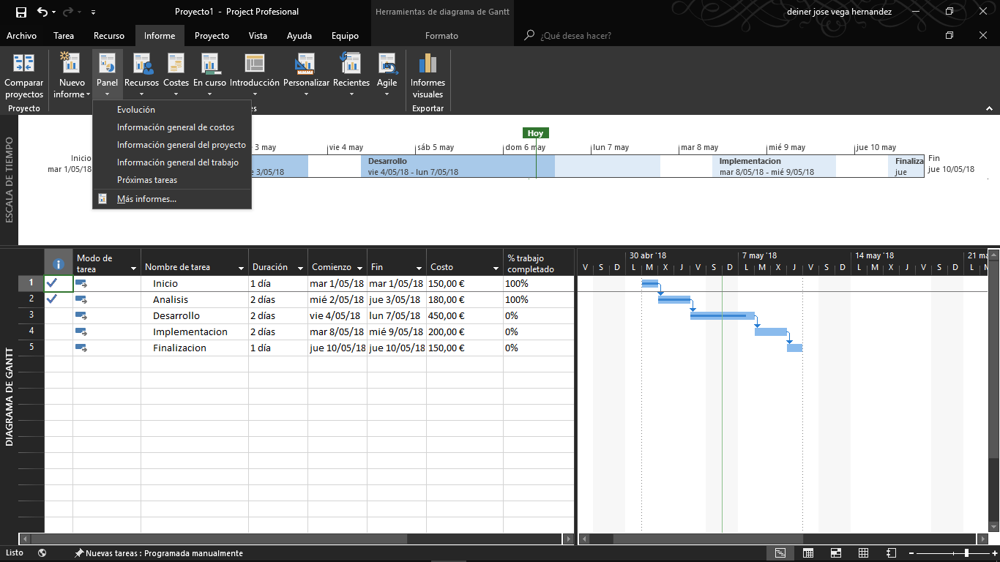 Proyecto1 - Project Profesional
Herramientas de diagrama de Gantt
deiner jose vega hernandez
Archivo Tarea Recurso Informe Proyecto Vista Ayuda Equipo Formato ¿Qué desea hacer?
Comparar proyectos
Nuevo informe
Panel
Recursos
Costes
En curso
Introducción
Personalizar
Recientes
Agile
Informes visuales
Proyecto
es
Exportar
Evolución
Información general de costos
Información general del proyecto
Información general del trabajo
Próximas tareas
Más informes...
ESCALA DE TIEMPO
Hoy
3 may vie 4 may sáb 5 may dom 6 may lun 7 may mar 8 may mié 9 may jue 10 may
Inicio
mar 1/05/18
e 3/05/18
Desarrollo
vie 4/05/18 - lun 7/05/18
Implementacion
mar 8/05/18 - mié 9/05/18
Finaliza
jue
Fin
jue 10/05/18
DIAGRAMA DE GANTT
Modo de tarea Nombre de tarea Duración Comienzo Fin Costo % trabajo completado
1 Inicio 1 día mar 1/05/18 mar 1/05/18 150,00 € 100%
2 Analisis 2 días mié 2/05/18 jue 3/05/18 180,00 € 100%
3 Desarrollo 2 días vie 4/05/18 lun 7/05/18 450,00 € 0%
4 Implementacion 2 días mar 8/05/18 mié 9/05/18 200,00 € 0%
5 Finalizacion 1 día jue 10/05/18 jue 10/05/18 150,00 € 0%
30 abr '18 7 may '18 14 may '18 21 ma
V S D L M X J V S D L M X J V S D L M X J V S D L M
Listo
Nuevas tareas : Programada manualmente